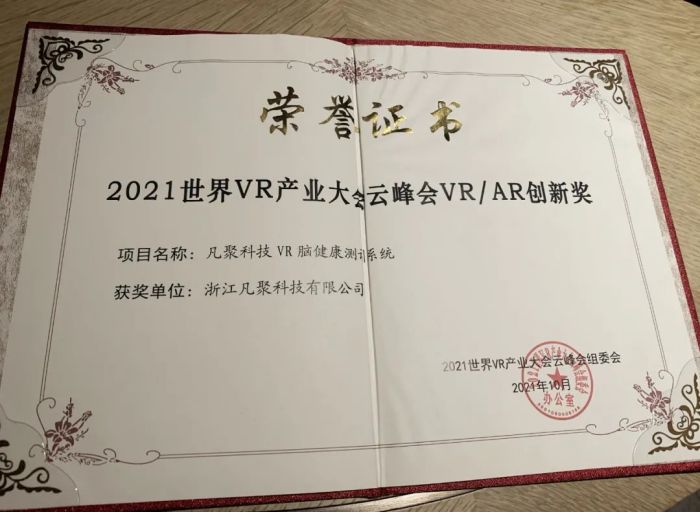 荣誉证书
2021世界VR产业大会云峰会VR/AR创新奖
项目名称：凡聚科技VR脑健康测训系统
获奖单位：浙江凡聚科技有限公司
2021世界VR产业大会云峰会组委会
2021年10月
办公室